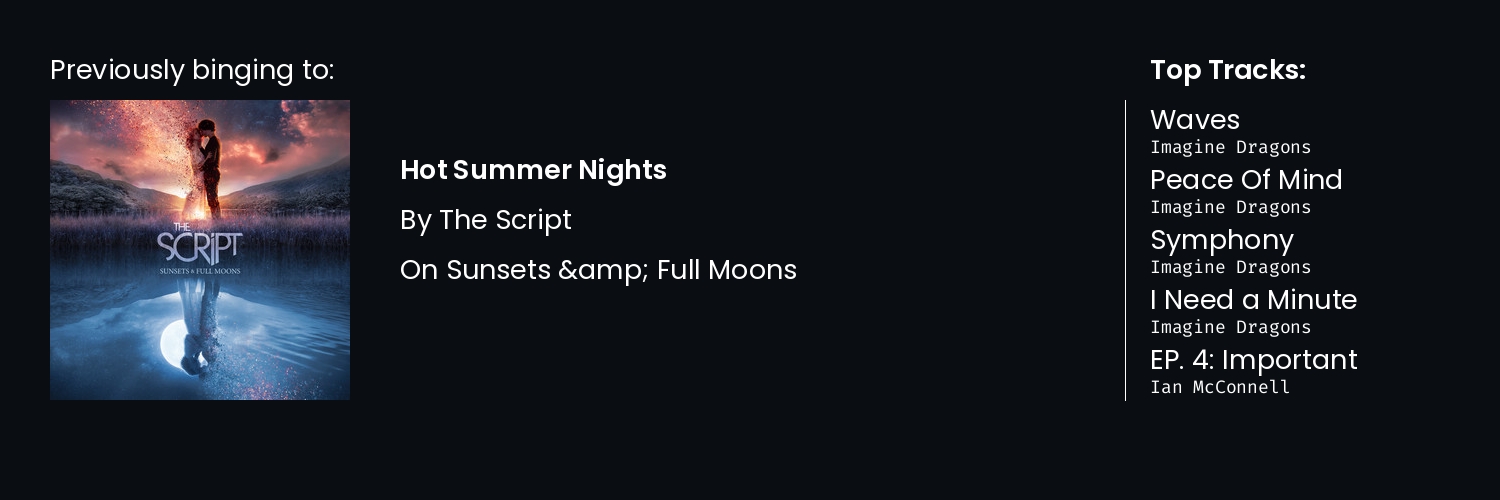 Previously binging to:
THE
SCRIPT
SUNSETS & FULL MOONS
Hot Summer Nights
By The Script
On Sunsets &amp; Full Moons
Top Tracks:
Waves
Imagine Dragons
Peace Of Mind
Imagine Dragons
Symphony
Imagine Dragons
I Need a Minute
Imagine Dragons
EP. 4: Important
Ian McConnell